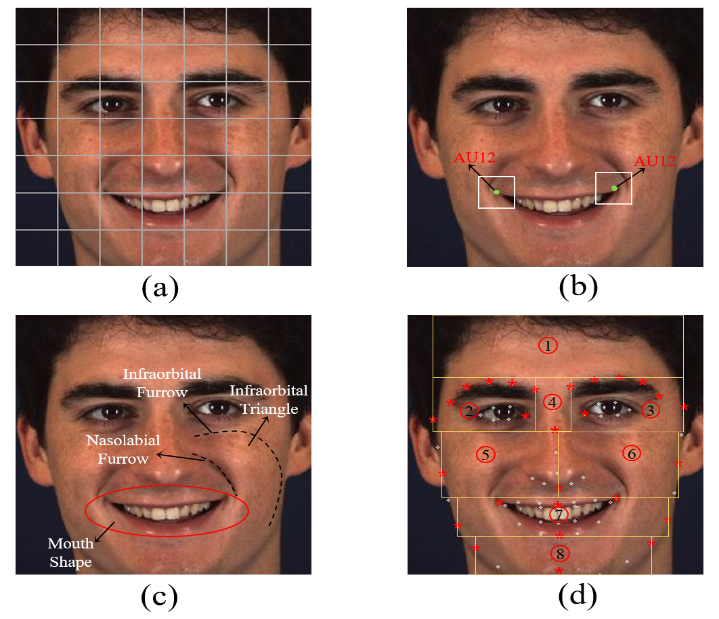 AU12
AU12
(a)
(b)
Infraorbital
Furrow
Infraorbital
Triangle
Nasolabial
Furrow
Mouth
Shape
1
2
4
3
5
6
7
8
(c)
(d)